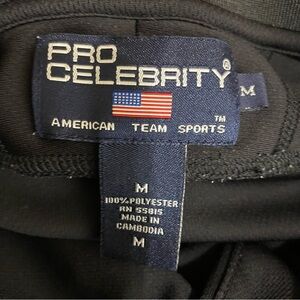 PRO
CELEBRITY®
M
AMERICAN TEAM SPORTS™
M
100% POLYESTER
RN 55815
MADE IN
CAMBODIA
M